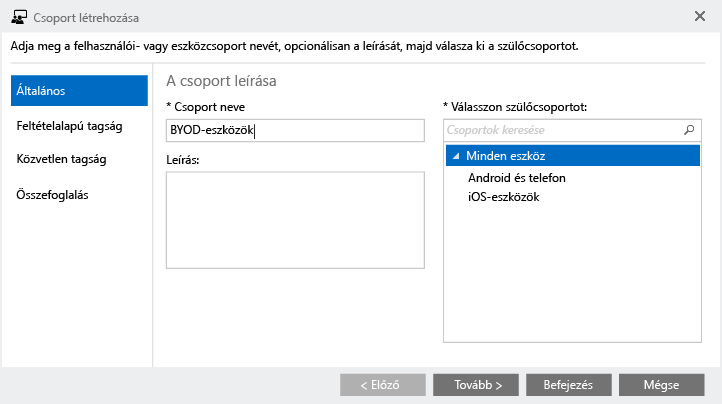 Csoport létrehozása
Adja meg a felhasználói- vagy eszközcsoport nevét, opcionálisan a leírását, majd válasza ki a szülőcsoportot.
Általános
Feltételalapú tagság
Közvetlen tagság
Összefoglalás
A csoport leírása
* Csoport neve
BYOD-eszközök
Leírás:
* Válasszon szülőcsoportot:
Csoportok keresése
Minden eszköz
Android és telefon
iOS-eszközök
< Előző
Tovább >
Befejezés
Mégse